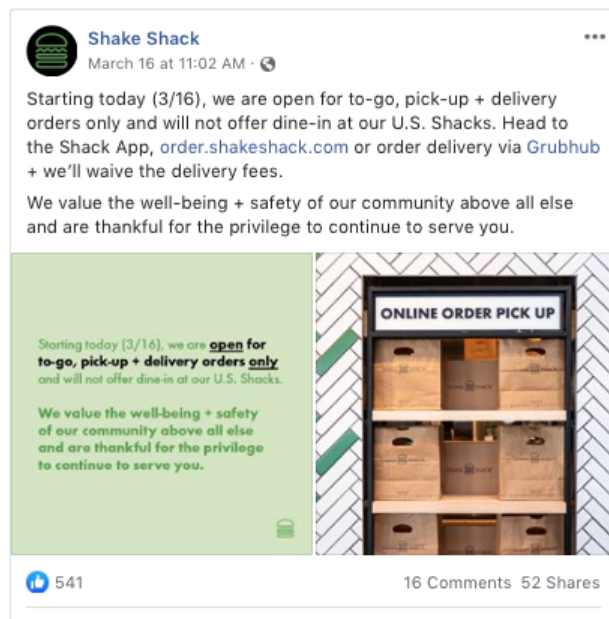 Shake Shack
March 16 at 11:02 AM ·
Starting today (3/16), we are open for to-go, pick-up + delivery
orders only and will not offer dine-in at our U.S. Shacks. Head to
the Shack App, order.shakeshack.com or order delivery via Grubhub
+ we’ll waive the delivery fees.
We value the well-being + safety of our community above all else
and are thankful for the privilege to continue to serve you.
Starting today (3/16), we are open for
to-go, pick-up + delivery orders only
and will not offer dine-in at our U.S. Shacks.
We value the well-being + safety
of our community above all else
and are thankful for the privilege
to continue to serve you.
ONLINE ORDER PICK UP
541
16 Comments 52 Shares